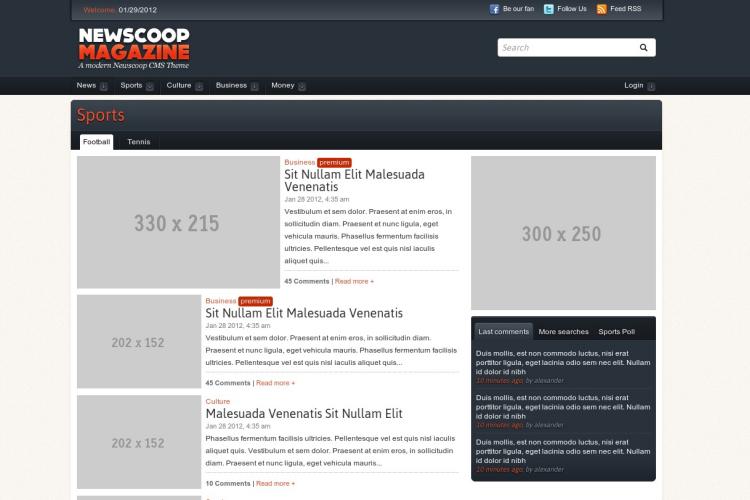 Welcome. 01/29/2012
Be our fan
Follow Us
Feed RSS
NEWSCOOP
MAGAZINE
A modern Newscoop CMS Theme
Search
News
Sports
Culture
Business
Money
Login
Sports
Football
Tennis
330 x 215
Business premium
Sit Nullam Elit Malesuada
Venenatis
Jan 28 2012, 4:35 am
Vestibulum et sem dolor. Praesent at enim eros, in
sollicitudin diam. Praesent et nunc ligula, eget
vehicula mauris. Phasellus fermentum facilisis
ultricies. Pellentesque vel est quis nisl iaculis
aliquet quis...
45 Comments | Read more +
300 x 250
202 x 152
Business premium
Sit Nullam Elit Malesuada Venenatis
Jan 28 2012, 4:35 am
Vestibulum et sem dolor. Praesent at enim eros, in sollicitudin diam.
Praesent et nunc ligula, eget vehicula mauris. Phasellus fermentum facilisis
ultricies. Pellentesque vel est quis nisl iaculis aliquet quis...
45 Comments | Read more +
202 x 152
Culture
Malesuada Venenatis Sit Nullam Elit
Jan 28 2012, 4:35 am
Phasellus fermentum facilisis ultricies. Pellentesque vel est quis nisl iaculis
aliquet quis. Vestibulum et sem dolor. Praesent at enim eros, in sollicitudin
diam. Praesent et nunc ligula, eget vehicula mauris...
10 Comments | Read more +
Last comments
More searches
Sports Poll
Duis mollis, est non commodo luctus, nisi erat
porttitor ligula, eget lacinia odio sem nec elit. Nullam
id dolor id nibh
10 minutes ago, by alexander
Duis mollis, est non commodo luctus, nisi erat
porttitor ligula, eget lacinia odio sem nec elit. Nullam
id dolor id nibh
10 minutes ago, by alexander
Duis mollis, est non commodo luctus, nisi erat
porttitor ligula, eget lacinia odio sem nec elit. Nullam
id dolor id nibh
10 minutes ago, by alexander